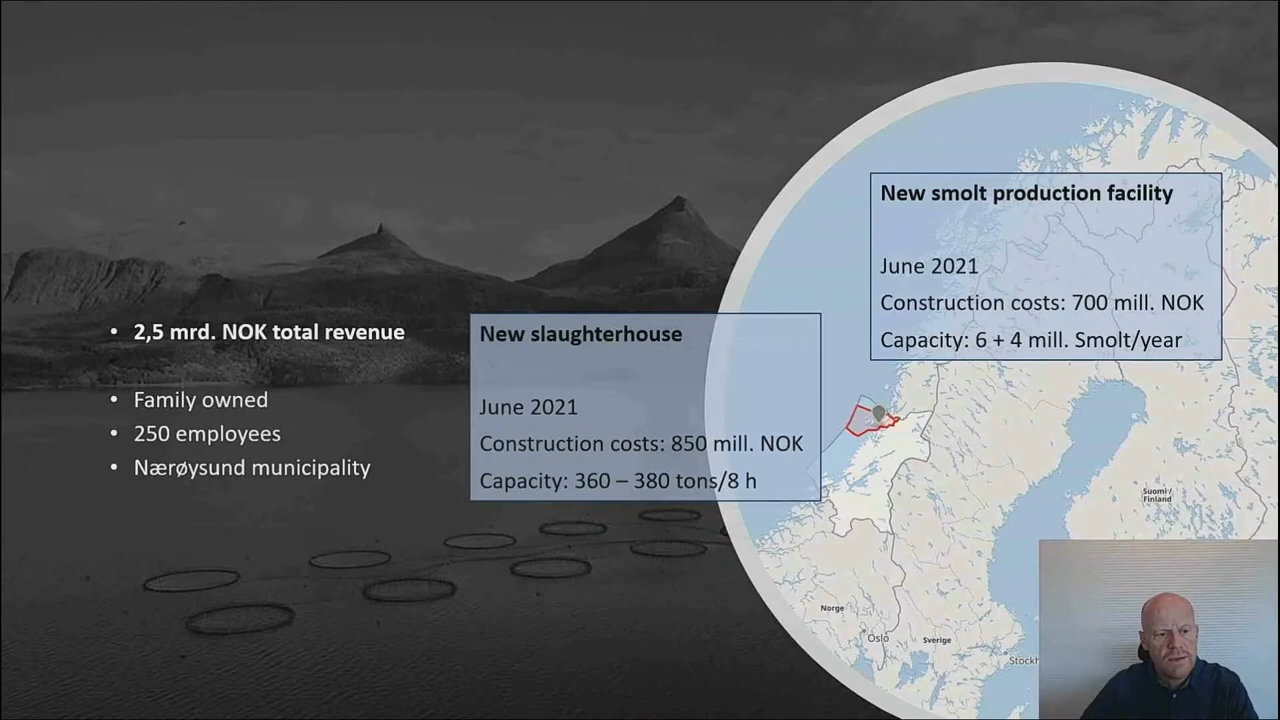 • 2,5 mrd. NOK total revenue
• Family owned
• 250 employees
• Nærøysund municipality
New slaughterhouse
June 2021
Construction costs: 850 mill. NOK
Capacity: 360 – 380 tons/8 h
New smolt production facility
June 2021
Construction costs: 700 mill. NOK
Capacity: 6 + 4 mill. Smolt/year
Suomi /
Finland
Norge
Oslo
Sverige
Stockh